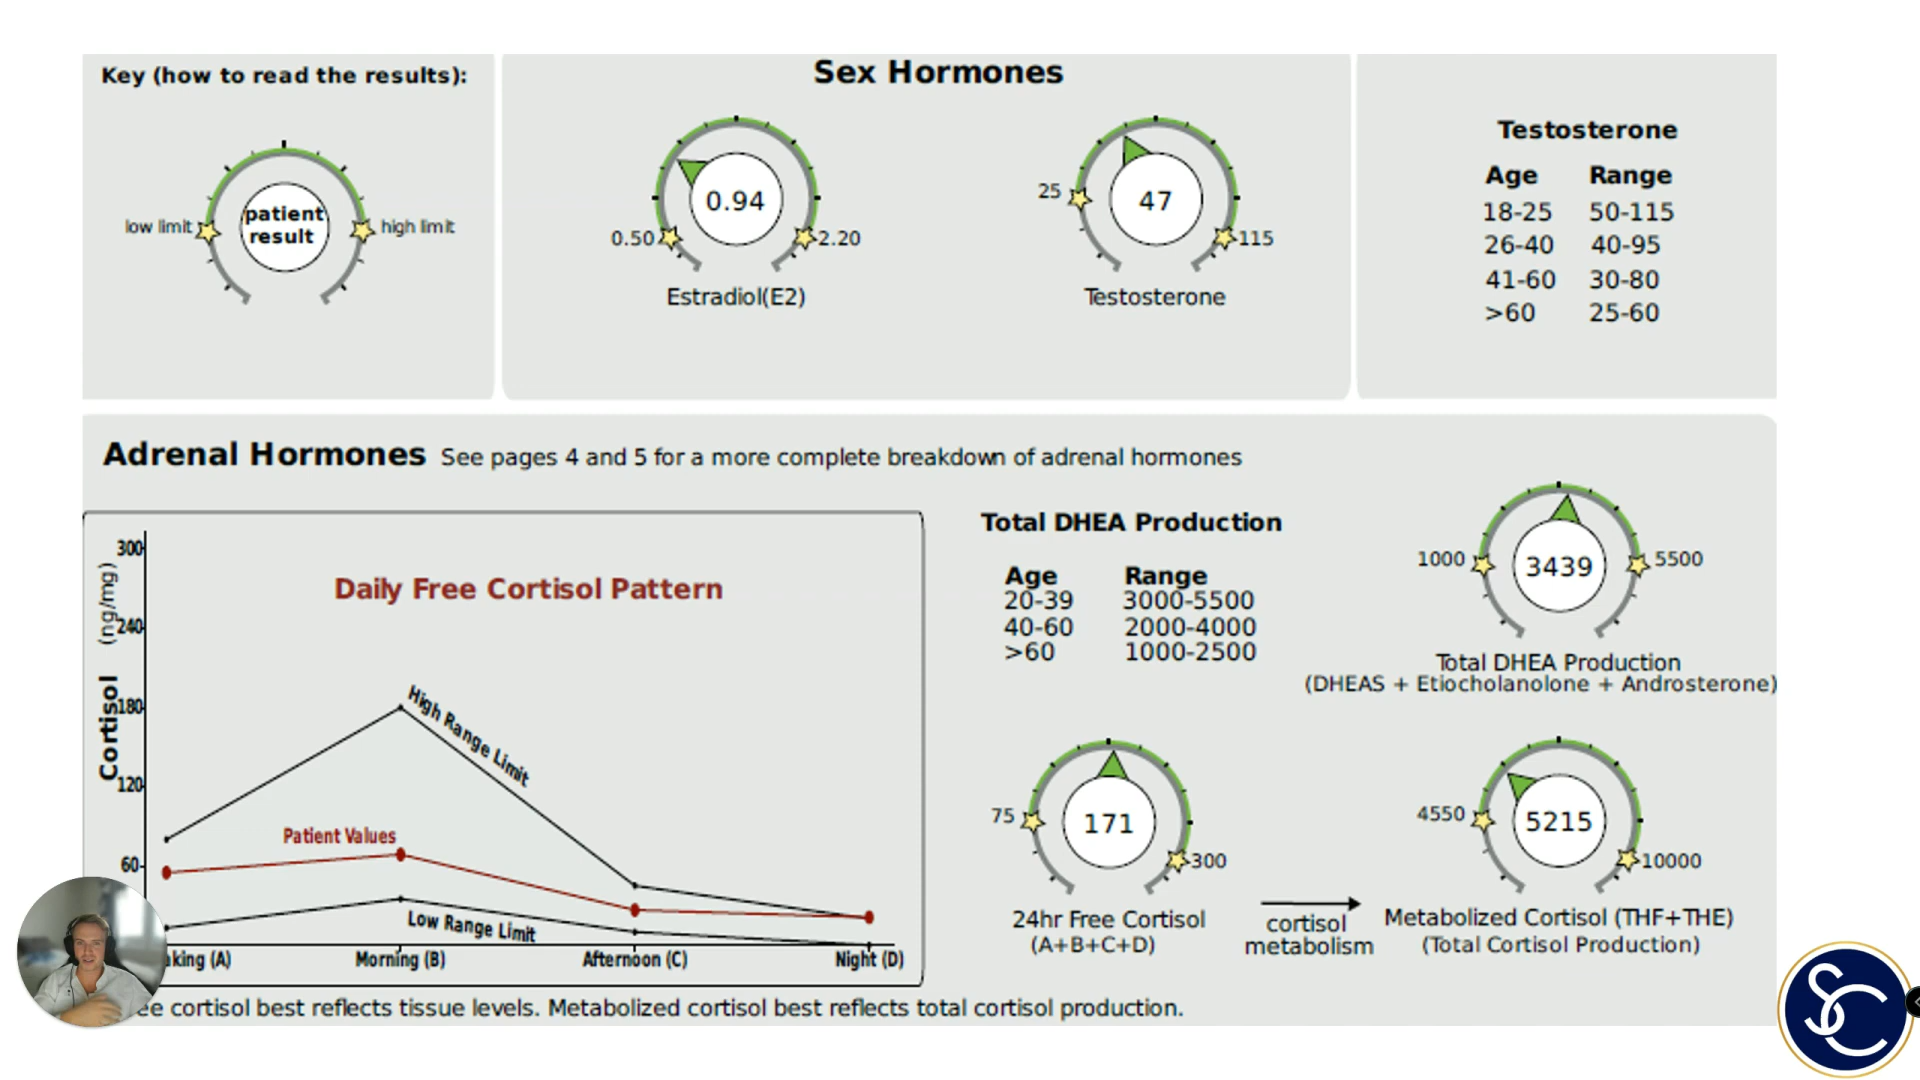 Key (how to read the results):
low limit
patient
result
high limit
Sex Hormones
0.94
0.50
2.20
Estradiol(E2)
25
47
115
Testosterone
Testosterone
Age Range
18-25 50-115
26-40 40-95
41-60 30-80
>60 25-60
Adrenal Hormones See pages 4 and 5 for a more complete breakdown of adrenal hormones
Daily Free Cortisol Pattern
Cortisol (ng/mg)
300
240
180
120
60
High Range Limit
Patient Values
Low Range Limit
aking (A) Morning (B) Afternoon (C) Night (D)
Total DHEA Production
Age Range
20-39 3000-5500
40-60 2000-4000
>60 1000-2500
1000
3439
5500
Total DHEA Production
(DHEAS + Etiocholanolone + Androsterone)
75
171
300
24hr Free Cortisol
(A+B+C+D)
cortisol
metabolism
4550
5215
10000
Metabolized Cortisol (THF+THE)
(Total Cortisol Production)
ee cortisol best reflects tissue levels. Metabolized cortisol best reflects total cortisol production.
SC